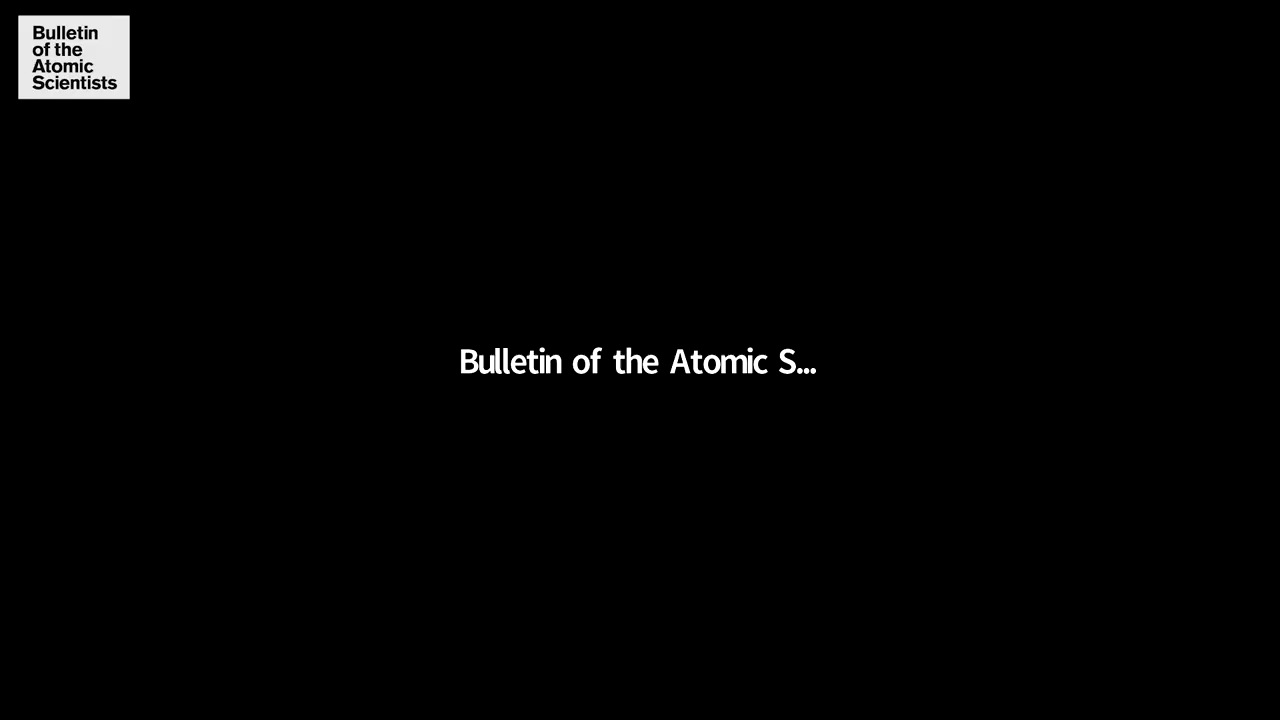 Bulletin
of the
Atomic
Scientists
Bulletin of the Atomic S...